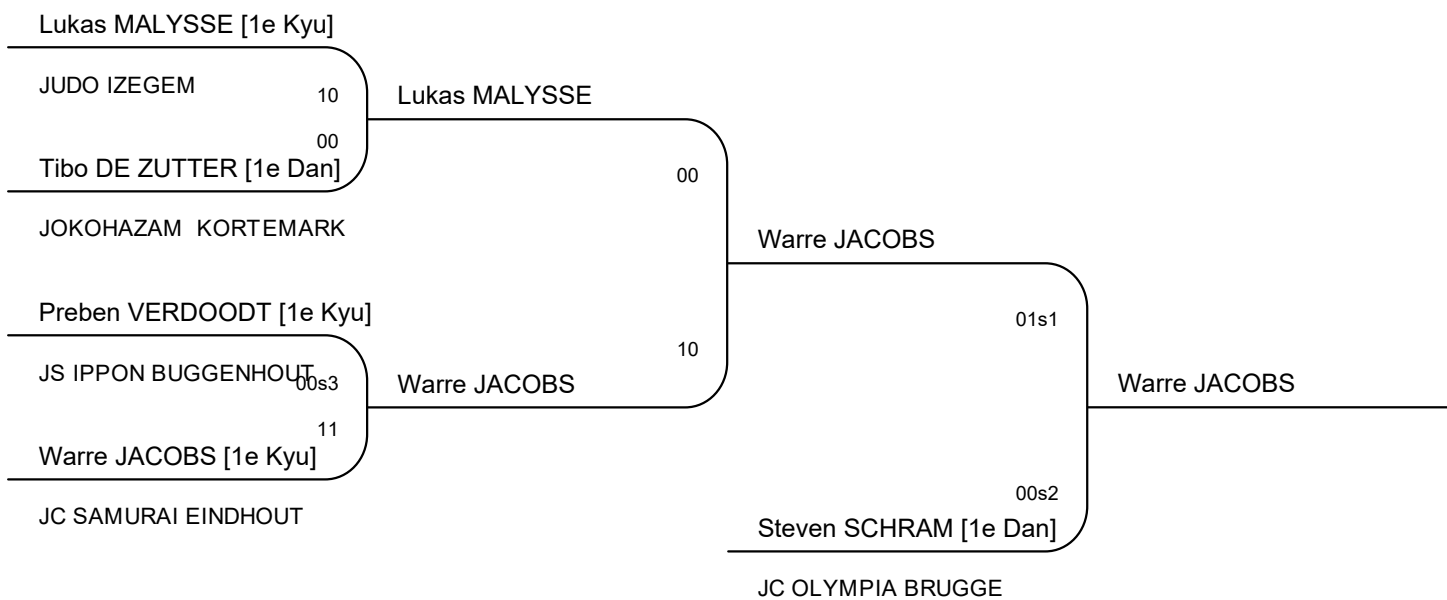 Lukas MALYSSE [1e Kyu]
JUDO IZEGEM
10
Lukas MALYSSE
00
Tibo DE ZUTTER [1e Dan]
00
JOKOHAZAM KORTEMARK
Warre JACOBS
Preben VERDOODT [1e Kyu]
01s1
10
JS IPPON BUGGENHOUT
00s3
Warre JACOBS
Warre JACOBS
11
Warre JACOBS [1e Kyu]
00s2
JC SAMURAI EINDHOUT
Steven SCHRAM [1e Dan]
JC OLYMPIA BRUGGE